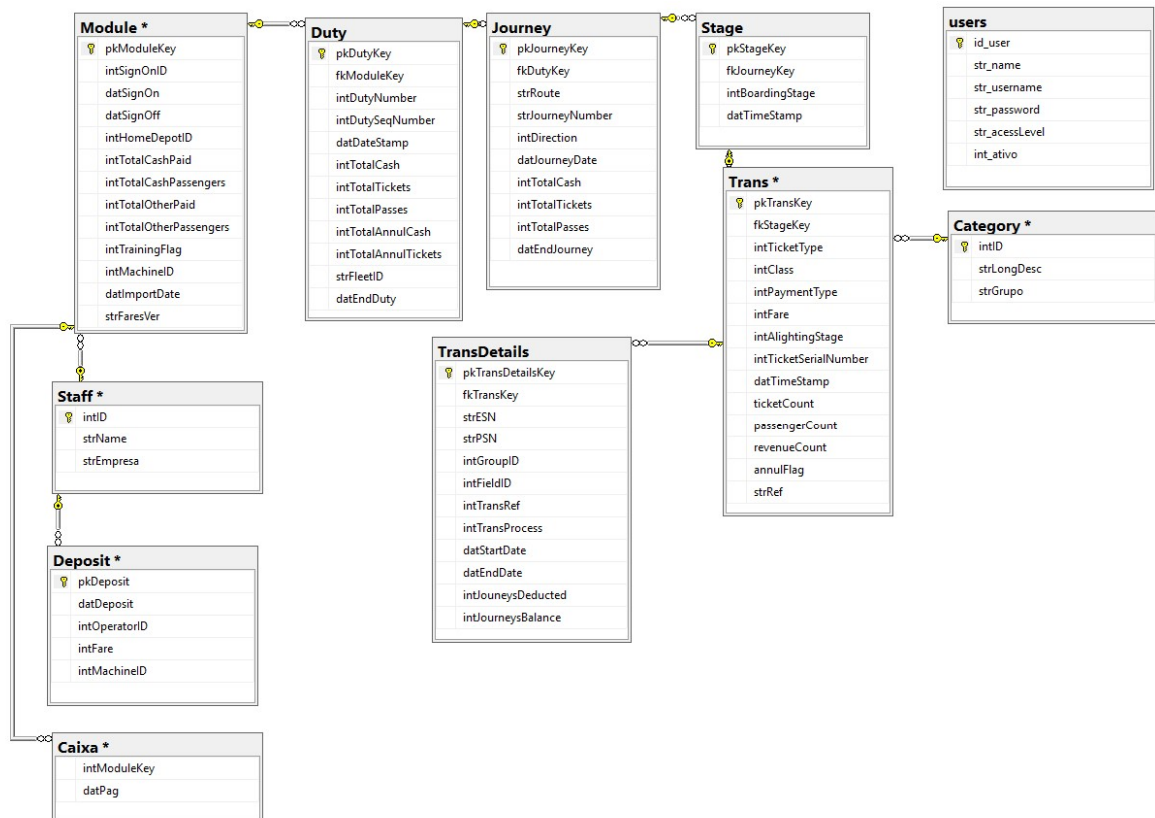 Module *
pkModuleKey
intSignOnID
datSignOn
datSignOff
intHomeDepotID
intTotalCashPaid
intTotalCashPassengers
intTotalOtherPaid
intTotalOtherPassengers
intTrainingFlag
intMachineID
datImportDate
strFaresVer
Duty
pkDutyKey
fkModuleKey
intDutyNumber
intDutySeqNumber
datDateStamp
intTotalCash
intTotalTickets
intTotalPasses
intTotalAnnulCash
intTotalAnnulTickets
strFleetID
datEndDuty
Journey
pkJourneyKey
fkDutyKey
strRoute
strJourneyNumber
intDirection
datJourneyDate
intTotalCash
intTotalTickets
intTotalPasses
datEndJourney
Stage
pkStageKey
fkJourneyKey
intBoardingStage
datTimeStamp
users
id_user
str_name
str_username
str_password
str_acessLevel
int_ativo
Trans *
pkTransKey
fkStageKey
intTicketType
intClass
intPaymentType
intFare
intAlightingStage
intTicketSerialNumber
datTimeStamp
ticketCount
passengerCount
revenueCount
annulFlag
strRef
Category *
intID
strLongDesc
strGrupo
TransDetails
pkTransDetailsKey
fkTransKey
strESN
strPSN
intGroupID
intFieldID
intTransRef
intTransProcess
datStartDate
datEndDate
intJouneysDeducted
intJourneysBalance
Staff *
intID
strName
strEmpresa
Deposit *
pkDeposit
datDeposit
intOperatorID
intFare
intMachineID
Caixa *
intModuleKey
datPag